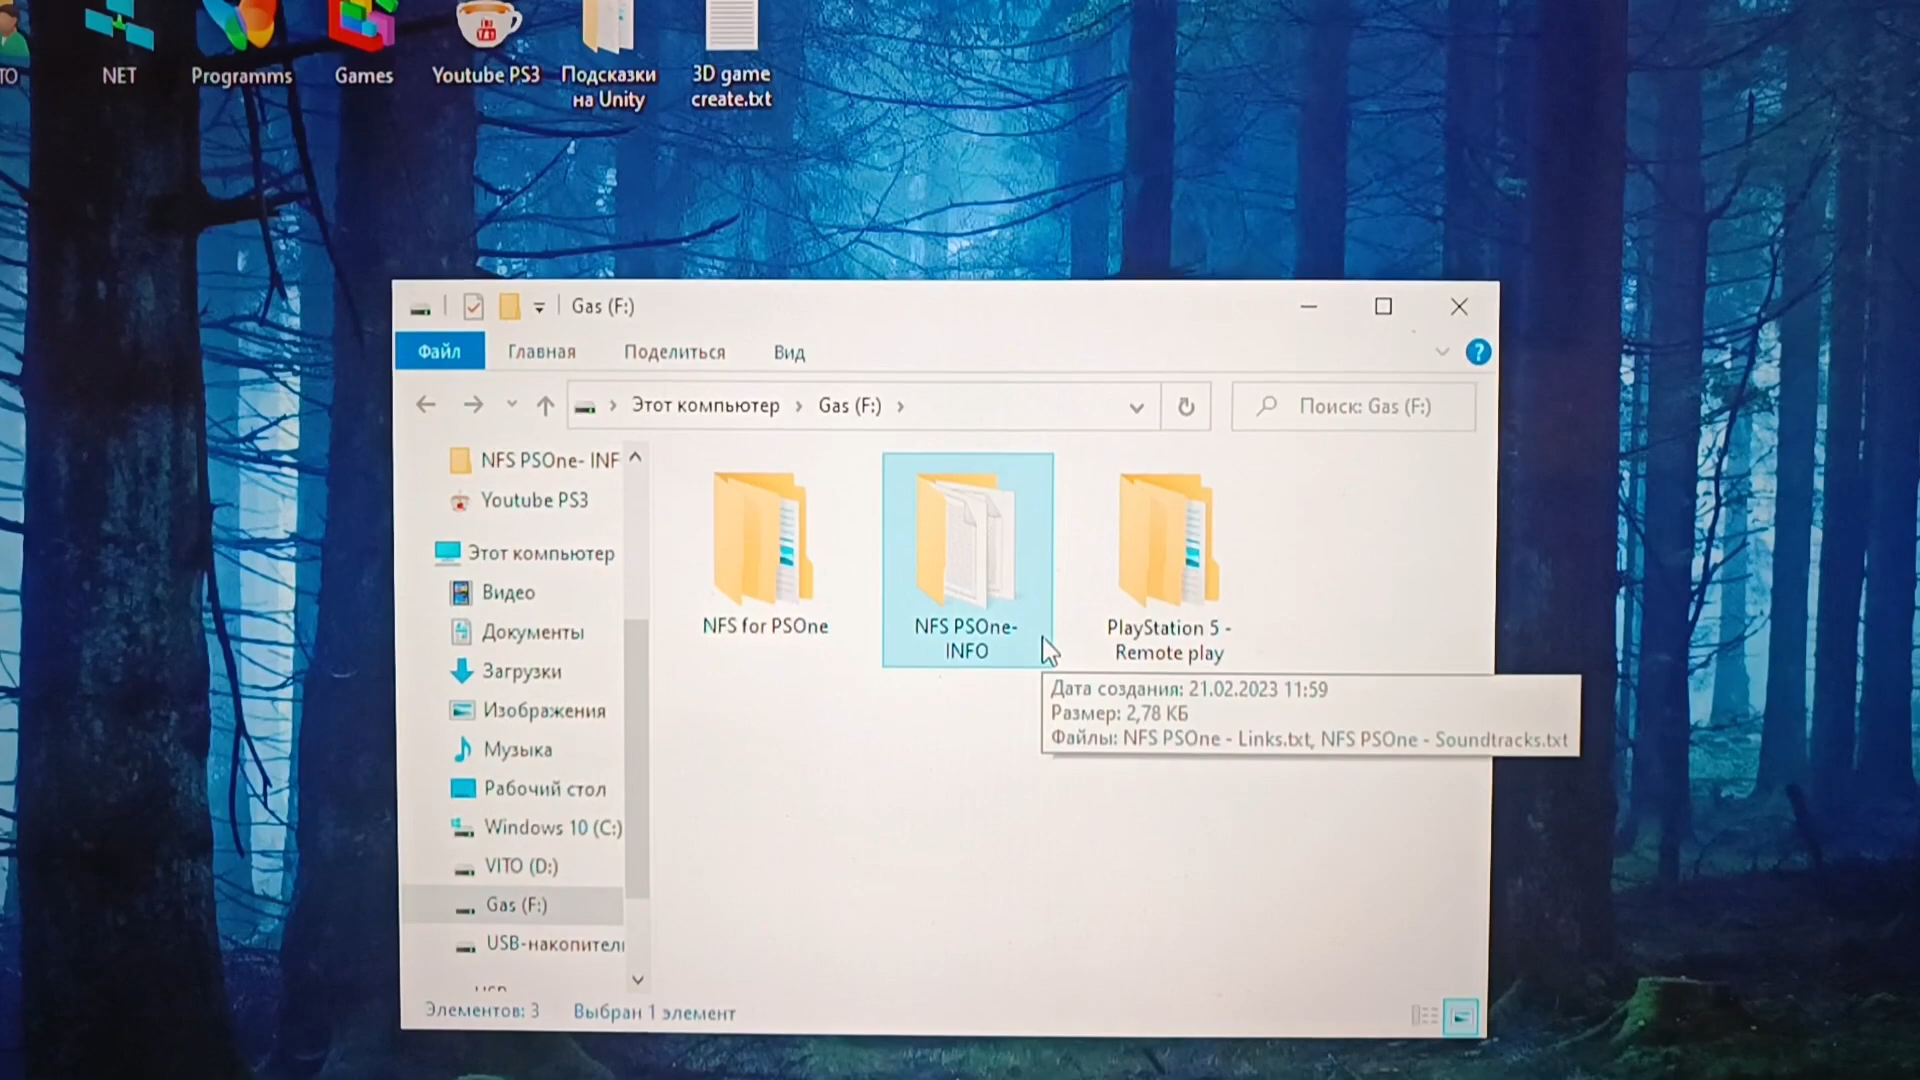 TO
NET
Programms
Games
Youtube PS3
Подсказки
на Unity
3D game
create.txt
Gas (F:)
Файл
Главная
Поделиться
Вид
?
Этот компьютер
Gas (F:)
Поиск: Gas (F:)
NFS PSOne- INF
Youtube PS3
Этот компьютер
Видео
Документы
Загрузки
Изображения
Музыка
Рабочий стол
Windows 10 (C:)
VITO (D:)
Gas (F:)
USB-накопител
NFS for PSOne
NFS PSOne-
INFO
PlayStation 5 -
Remote play
Дата создания: 21.02.2023 11:59
Размер: 2,78 КБ
Файлы: NFS PSOne - Links.txt, NFS PSOne - Soundtracks.txt
Элементов: 3
Выбран 1 элемент